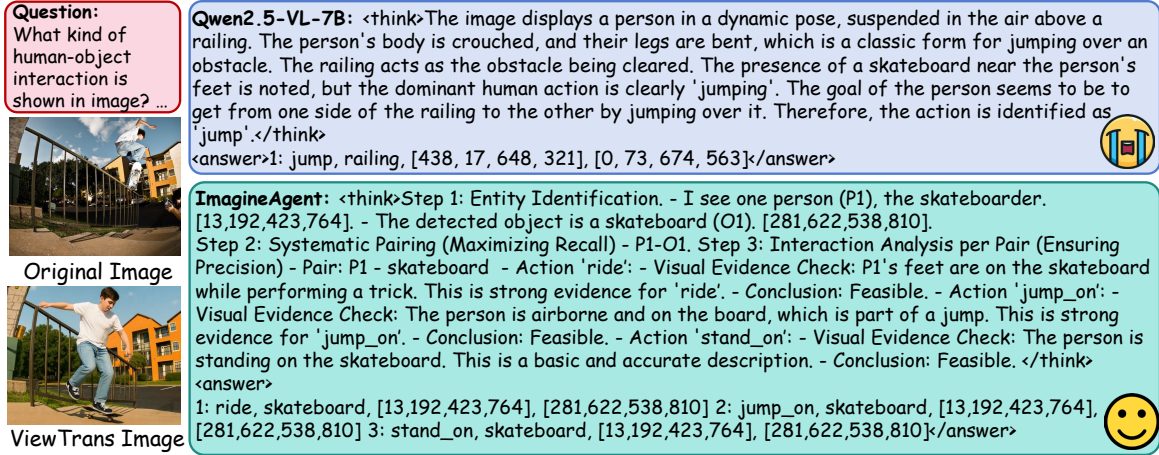 Question:
What kind of
human-object
interaction is
shown in image? ...
Original Image
ViewTrans Image
Qwen2.5-VL-7B: <think>The image displays a person in a dynamic pose, suspended in the air above a
railing. The person's body is crouched, and their legs are bent, which is a classic form for jumping over an
obstacle. The railing acts as the obstacle being cleared. The presence of a skateboard near the person's
feet is noted, but the dominant human action is clearly 'jumping'. The goal of the person seems to be to
get from one side of the railing to the other by jumping over it. Therefore, the action is identified as
'jump'.</think>
<answer>1: jump, railing, [438, 17, 648, 321], [0, 73, 674, 563]</answer>
ImagineAgent: <think>Step 1: Entity Identification. - I see one person (P1), the skateboarder.
[13,192,423,764]. - The detected object is a skateboard (O1). [281,622,538,810].
Step 2: Systematic Pairing (Maximizing Recall) - P1-O1. Step 3: Interaction Analysis per Pair (Ensuring
Precision) - Pair: P1 - skateboard - Action 'ride': - Visual Evidence Check: P1's feet are on the skateboard
while performing a trick. This is strong evidence for 'ride'. - Conclusion: Feasible. - Action 'jump_on': -
Visual Evidence Check: The person is airborne and on the board, which is part of a jump. This is strong
evidence for 'jump_on'. - Conclusion: Feasible. - Action 'stand_on': - Visual Evidence Check: The person is
standing on the skateboard. This is a basic and accurate description. - Conclusion: Feasible. </think>
<answer>
1: ride, skateboard, [13,192,423,764], [281,622,538,810] 2: jump_on, skateboard, [13,192,423,764],
[281,622,538,810] 3: stand_on, skateboard, [13,192,423,764], [281,622,538,810]</answer>